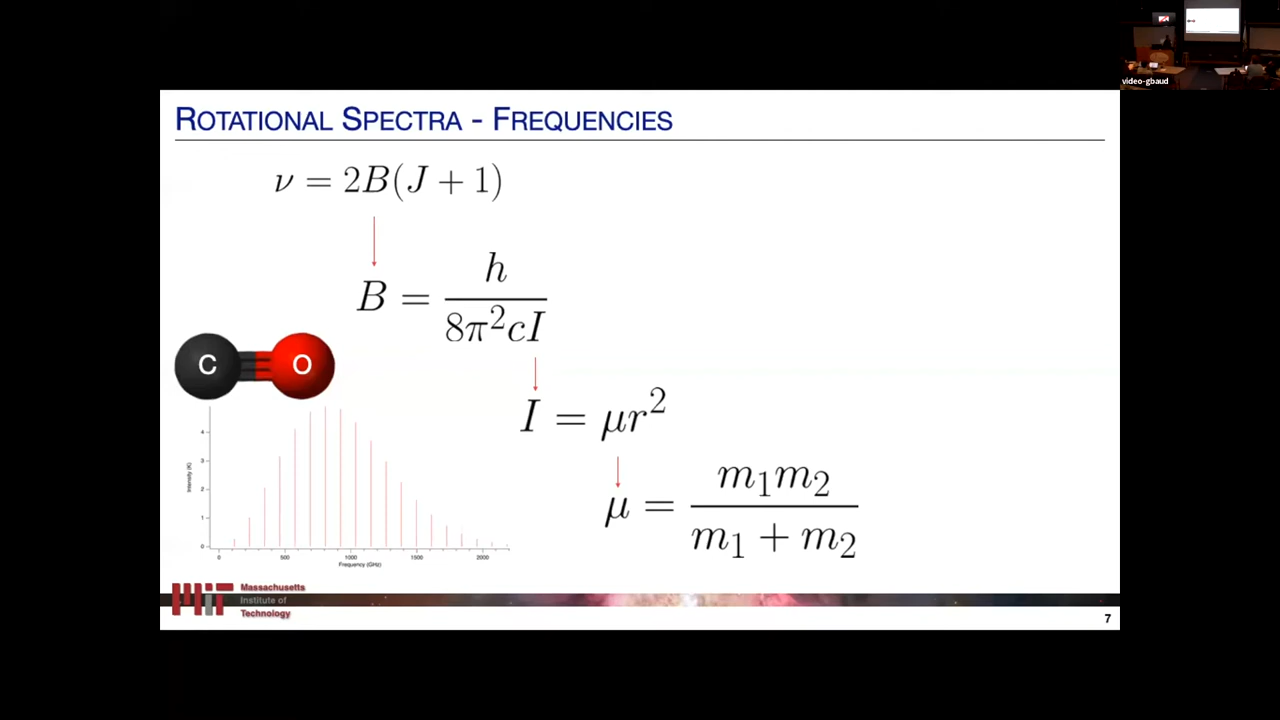 video-gbaud
ROTATIONAL SPECTRA - FREQUENCIES
ν = 2B(J + 1)
B = h / 8π²cI
C O
I = μr²
μ = m₁m₂ / m₁ + m₂
Intensity (K)
4
3
2
1
0
0 500 1000 1500 2000
Frequency (GHz)
MIT
Massachusetts
Institute of
Technology
7